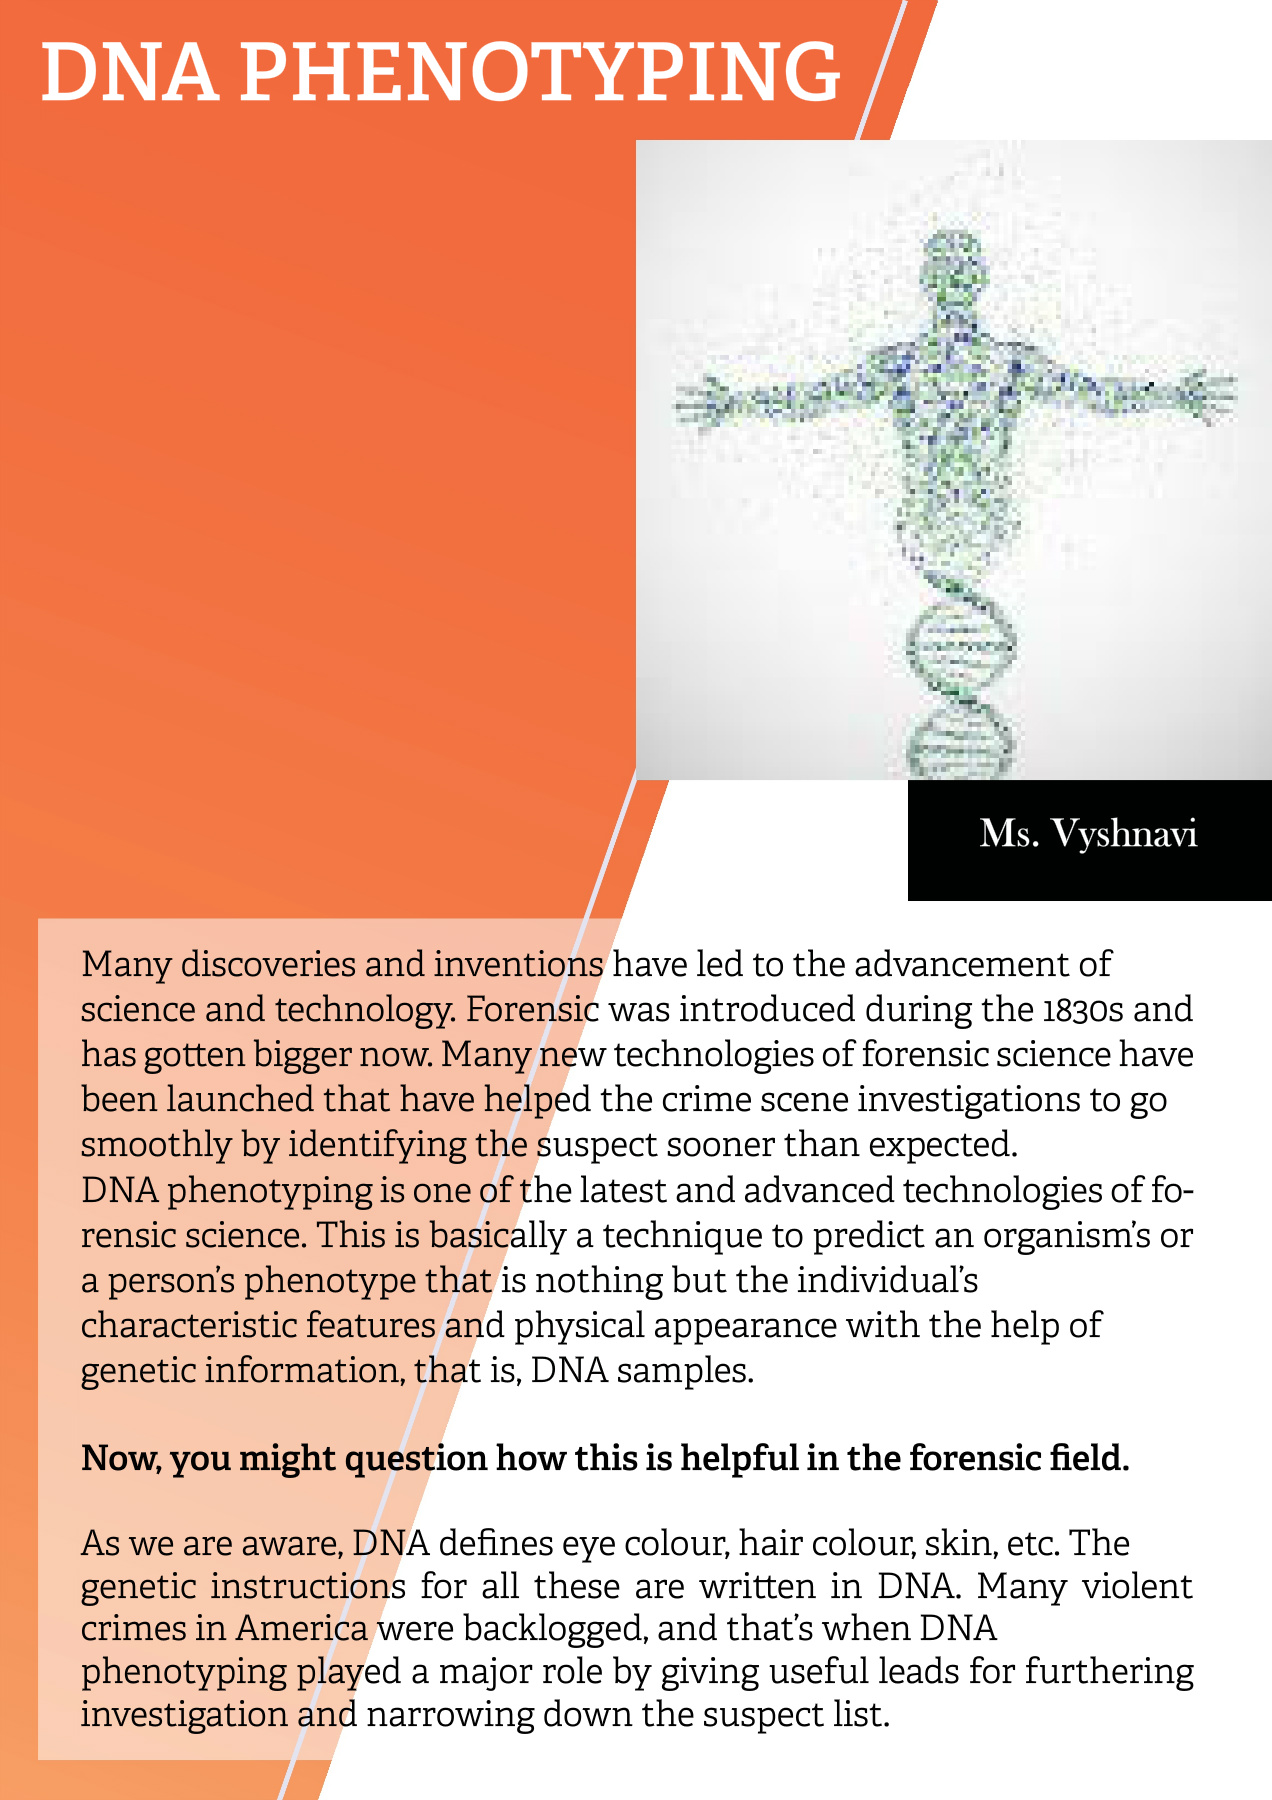 DNA PHENOTYPING
Ms. Vyshnavi
Many discoveries and inventions have led to the advancement of
science and technology. Forensic was introduced during the 1830s and
has gotten bigger now. Many new technologies of forensic science have
been launched that have helped the crime scene investigations to go
smoothly by identifying the suspect sooner than expected.
DNA phenotyping is one of the latest and advanced technologies of fo-
rensic science. This is basically a technique to predict an organism's or
a person's phenotype that is nothing but the individual's
characteristic features and physical appearance with the help of
genetic information, that is, DNA samples.
Now, you might question how this is helpful in the forensic field.
As we are aware, DNA defines eye colour, hair colour, skin, etc. The
genetic instructions for all these are written in DNA. Many violent
crimes in America were backlogged, and that's when DNA
phenotyping played a major role by giving useful leads for furthering
investigation and narrowing down the suspect list.